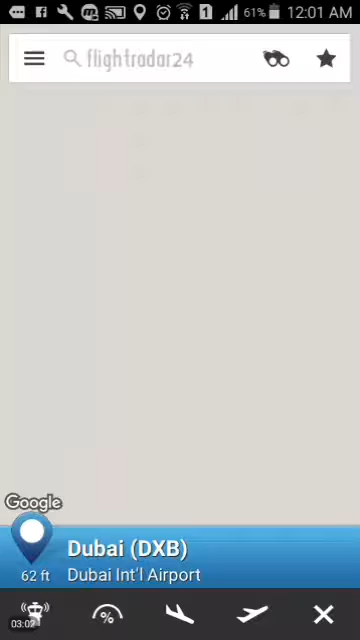 61% 12:01 AM
flightradar24
Google
Dubai (DXB)
62 ft Dubai Int'l Airport
03:02 %